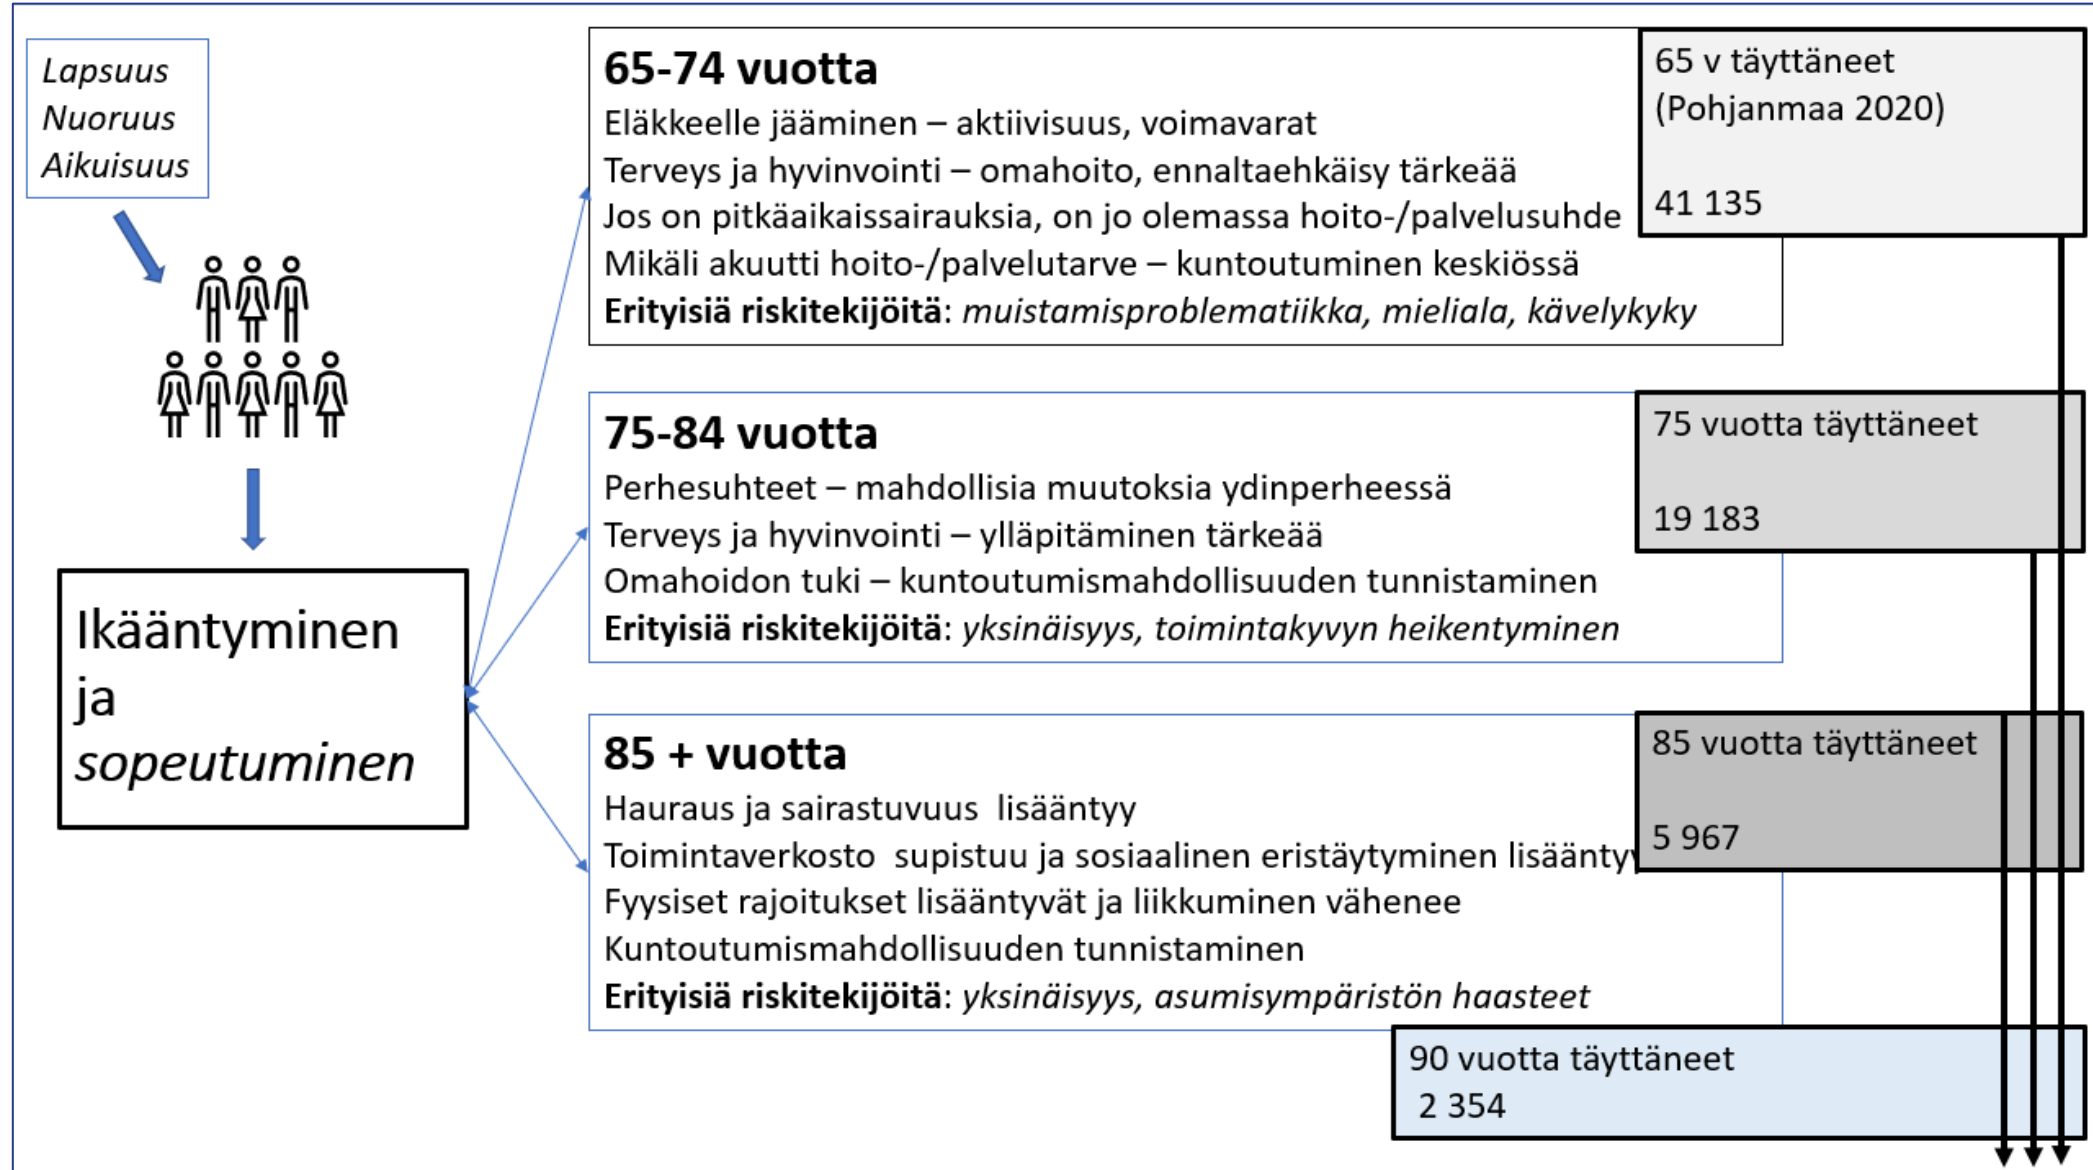 Lapsuus
Nuoruus
Aikuisuus
Ikääntyminen
ja
sopeutuminen
65-74 vuotta
Eläkkeelle jääminen – aktiivisuus, voimavarat
Terveys ja hyvinvointi – omahoito, ennaltaehkäisy tärkeää
Jos on pitkäaikaissairauksia, on jo olemassa hoito-/palvelusuhde
Mikäli akuutti hoito-/palvelutarve – kuntoutuminen keskiössä
Erityisiä riskitekijöitä: muistamisproblematiikka, mieliala, kävelykyky
65 v täyttäneet
(Pohjanmaa 2020)
41 135
75-84 vuotta
Perhesuhteet – mahdollisia muutoksia ydinperheessä
Terveys ja hyvinvointi – ylläpitäminen tärkeää
Omahoidon tuki – kuntoutumismahdollisuuden tunnistaminen
Erityisiä riskitekijöitä: yksinäisyys, toimintakyvyn heikentyminen
75 vuotta täyttäneet
19 183
85 + vuotta
Hauraus ja sairastuvuus  lisääntyy
Toimintaverkosto  supistuu ja sosiaalinen eristäytyminen lisääntyy
Fyysiset rajoitukset lisääntyvät ja liikkuminen vähenee
Kuntoutumismahdollisuuden tunnistaminen
Erityisiä riskitekijöitä: yksinäisyys, asumisympäristön haasteet
85 vuotta täyttäneet
5 967
90 vuotta täyttäneet
2 354